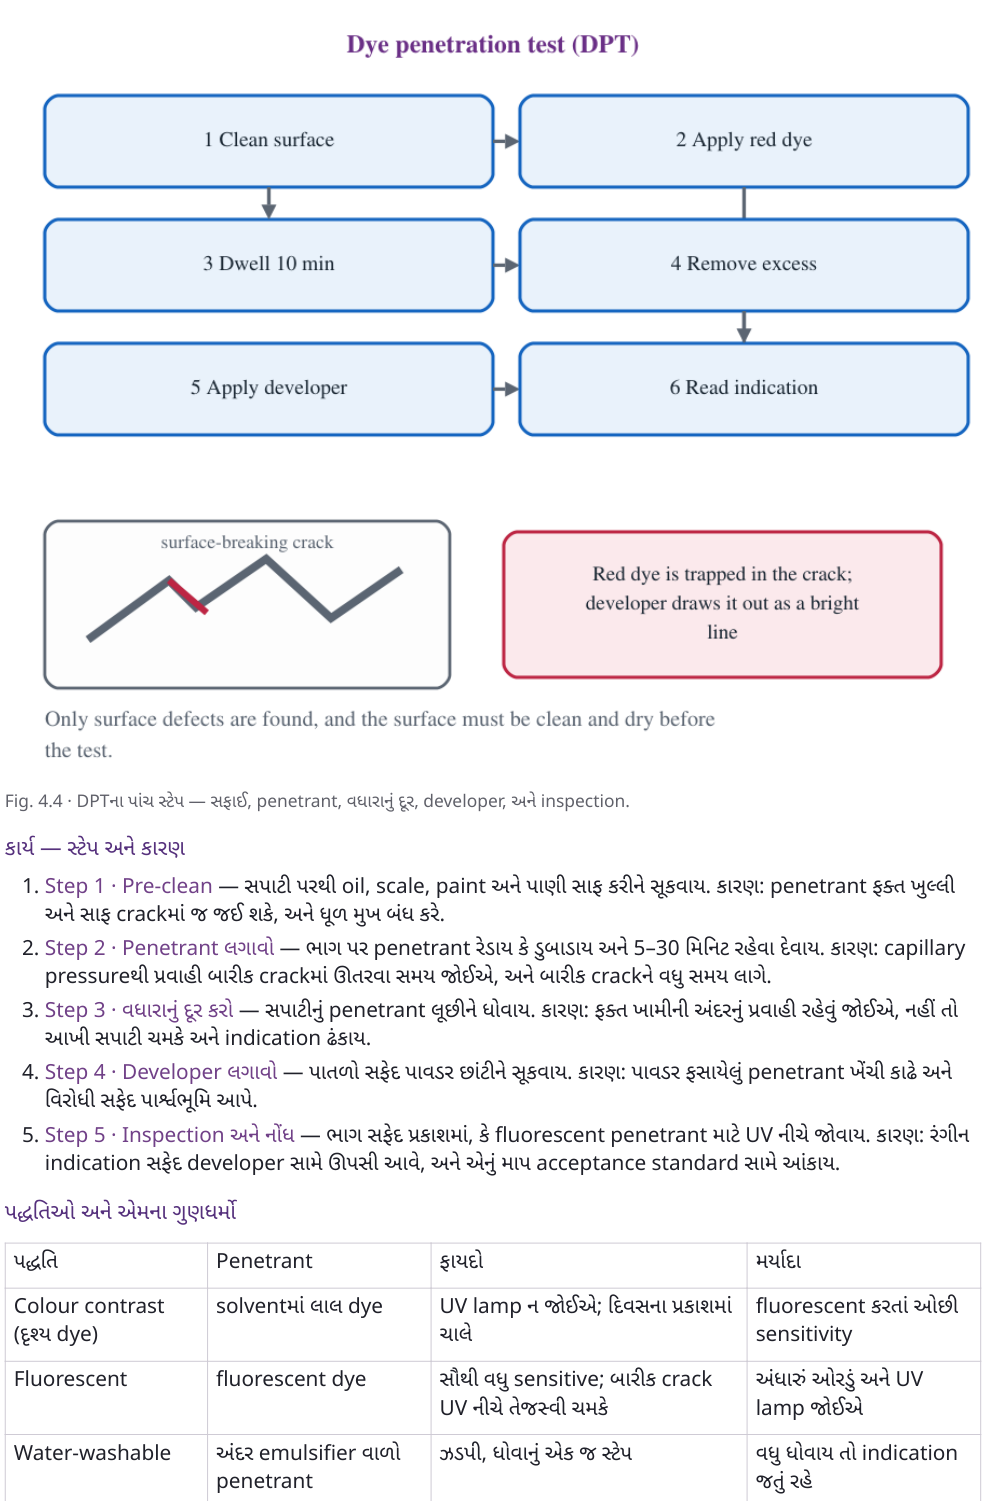 Dye penetration test (DPT)
1 Clean surface
2 Apply red dye
3 Dwell 10 min
4 Remove excess
5 Apply developer
6 Read indication
surface-breaking crack
Red dye is trapped in the crack;
developer draws it out as a bright
line
Only surface defects are found, and the surface must be clean and dry before
the test.
Fig. 4.4 · DPTના પાંચ સ્ટેપ — સફાઈ, penetrant, વધારાનું દૂર, developer, અને inspection.
કાર્ય — સ્ટેપ અને કારણ
1. Step 1 · Pre-clean — સપાટી પરથી oil, scale, paint અને પાણી સાફ કરીને સૂકવાય. કારણ: penetrant ફક્ત ખુલ્લી
અને સાફ crackમાં જ જઈ શકે, અને ધૂળ મુખ બંધ કરે.
2. Step 2 · Penetrant લગાવો — ભાગ પર penetrant રેડાય કે ડુબાડાય અને 5–30 મિનિટ રહેવા દેવાય. કારણ: capillary
pressureથી પ્રવાહી બારીક crackમાં ઊતરવા સમય જોઈએ, અને બારીક crackને વધુ સમય લાગે.
3. Step 3 · વધારાનું દૂર કરો — સપાટીનું penetrant લૂછીને ધોવાય. કારણ: ફક્ત ખામીની અંદરનું પ્રવાહી રહેવું જોઈએ, નહીં તો
આખી સપાટી ચમકે અને indication ઢંકાય.
4. Step 4 · Developer લગાવો — પાતળો સફેદ પાવડર છાંટીને સૂકવાય. કારણ: પાવડર ફસાયેલું penetrant ખેંચી કાઢે અને
વિરોધી સફેદ પાર્શ્વભૂમિ આપે.
5. Step 5 · Inspection અને નોંધ — ભાગ સફેદ પ્રકાશમાં, કે fluorescent penetrant માટે UV નીચે જોવાય. કારણ: રંગીન
indication સફેદ developer સામે ઊપસી આવે, અને એનું માપ acceptance standard સામે આંકાય.
પદ્ધતિઓ અને એમના ગુણધર્મો
પદ્ધતિ
Penetrant
ફાયદો
મર્યાદા
Colour contrast
(દૃશ્ય dye)
solventમાં લાલ dye
UV lamp ન જોઈએ; દિવસના પ્રકાશમાં
ચાલે
fluorescent કરતાં ઓછી
sensitivity
Fluorescent
fluorescent dye
સૌથી વધુ sensitive; બારીક crack
UV નીચે તેજસ્વી ચમકે
અંધારું ઓરડું અને UV
lamp જોઈએ
Water-washable
અંદર emulsifier વાળો
penetrant
ઝડપી, ધોવાનું એક જ સ્ટેપ
વધુ ધોવાય તો indication
જતું રહે